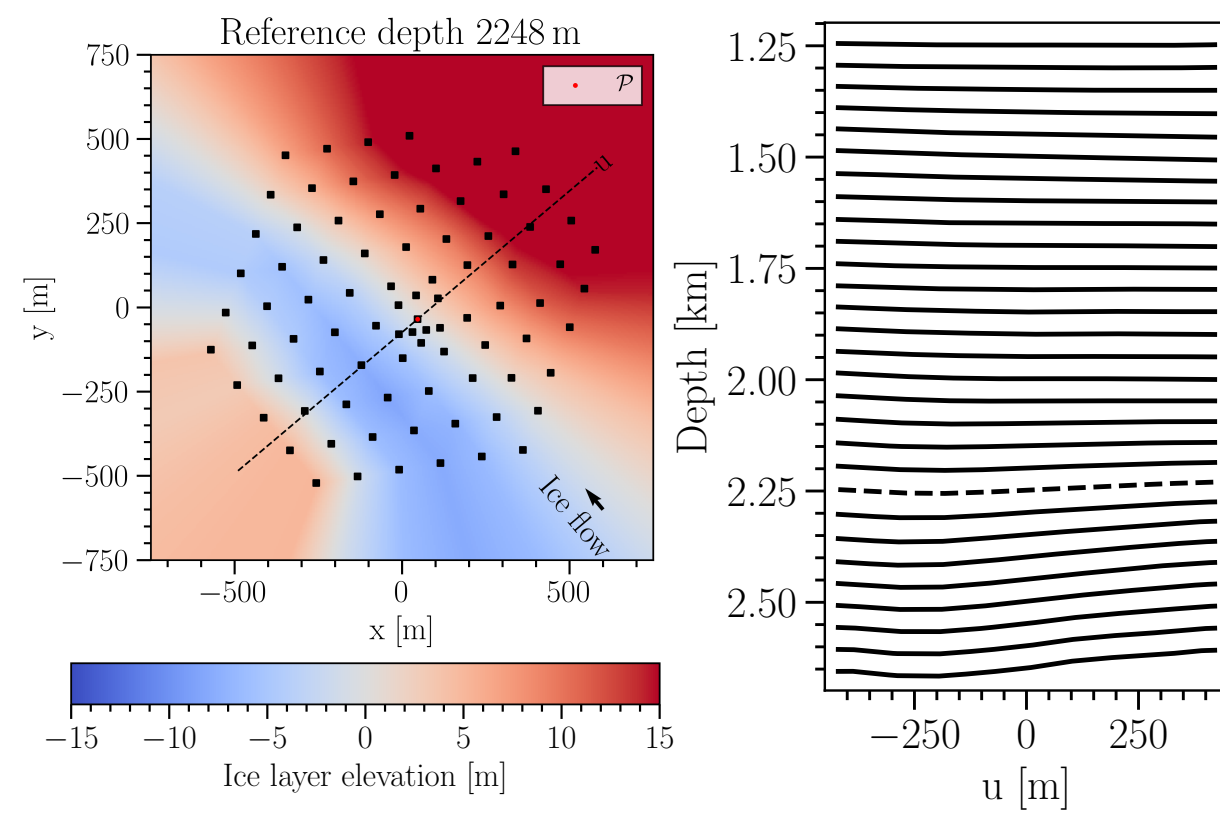 Reference depth 2248 m
750
500
250
0
−250
−500
−750
y [m]
𝒫
u
Ice flow
−500
0
500
x [m]
−15
−10
−5
0
5
10
15
Ice layer elevation [m]
1.25
1.50
1.75
2.00
2.25
2.50
Depth [km]
−250
0
250
u [m]